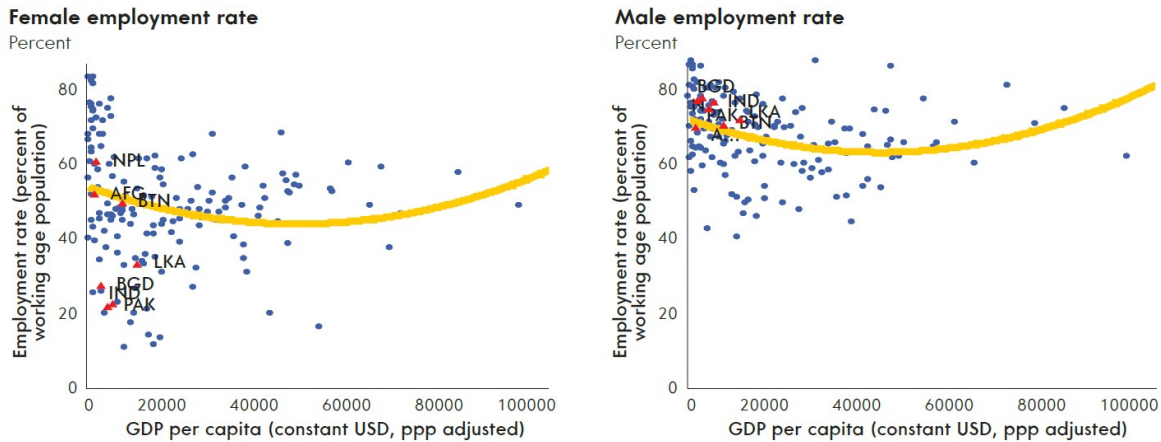 Female employment rate
Percent
Employment rate (percent of working age population)
80
60
40
20
0
NPL
AFG
BTN
LKA
BGD
IND
PAK
0 20000 40000 60000 80000 100000
GDP per capita (constant USD, ppp adjusted)
Male employment rate
Percent
Employment rate (percent of working age population)
80
60
40
20
0
BGD
IND
PAK
LKA
BTN
0 20000 40000 60000 80000 100000
GDP per capita (constant USD, ppp adjusted)